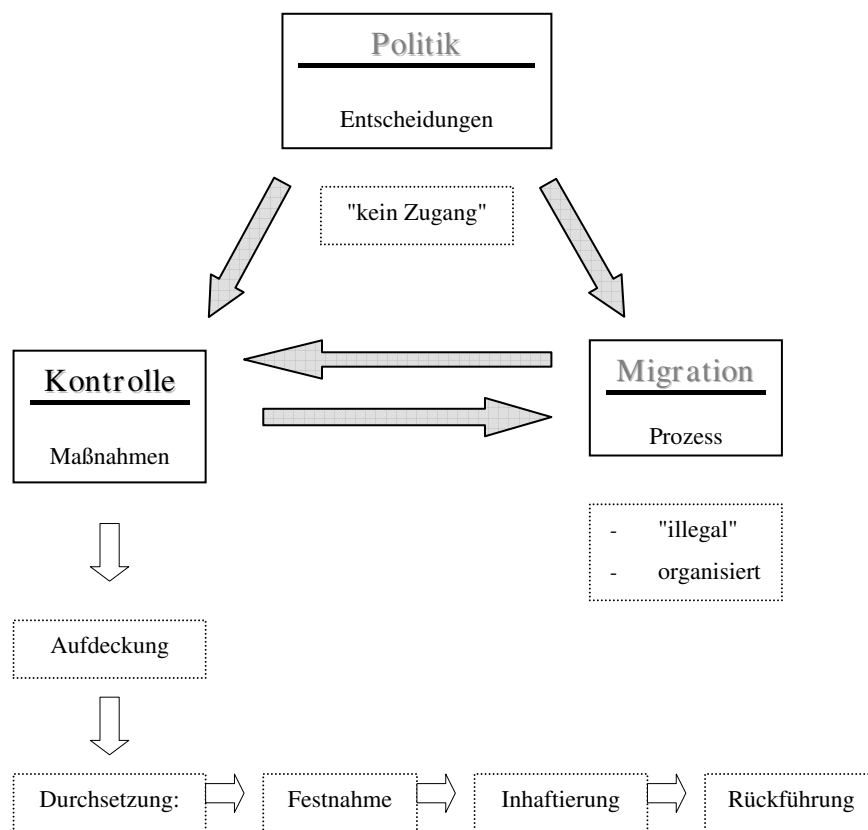 Politik
Entscheidungen
"kein Zugang"
Kontrolle
Maßnahmen
Migration
Prozess
- "illegal"
- organisiert
Aufdeckung
Durchsetzung:
Festnahme
Inhaftierung
Rückführung